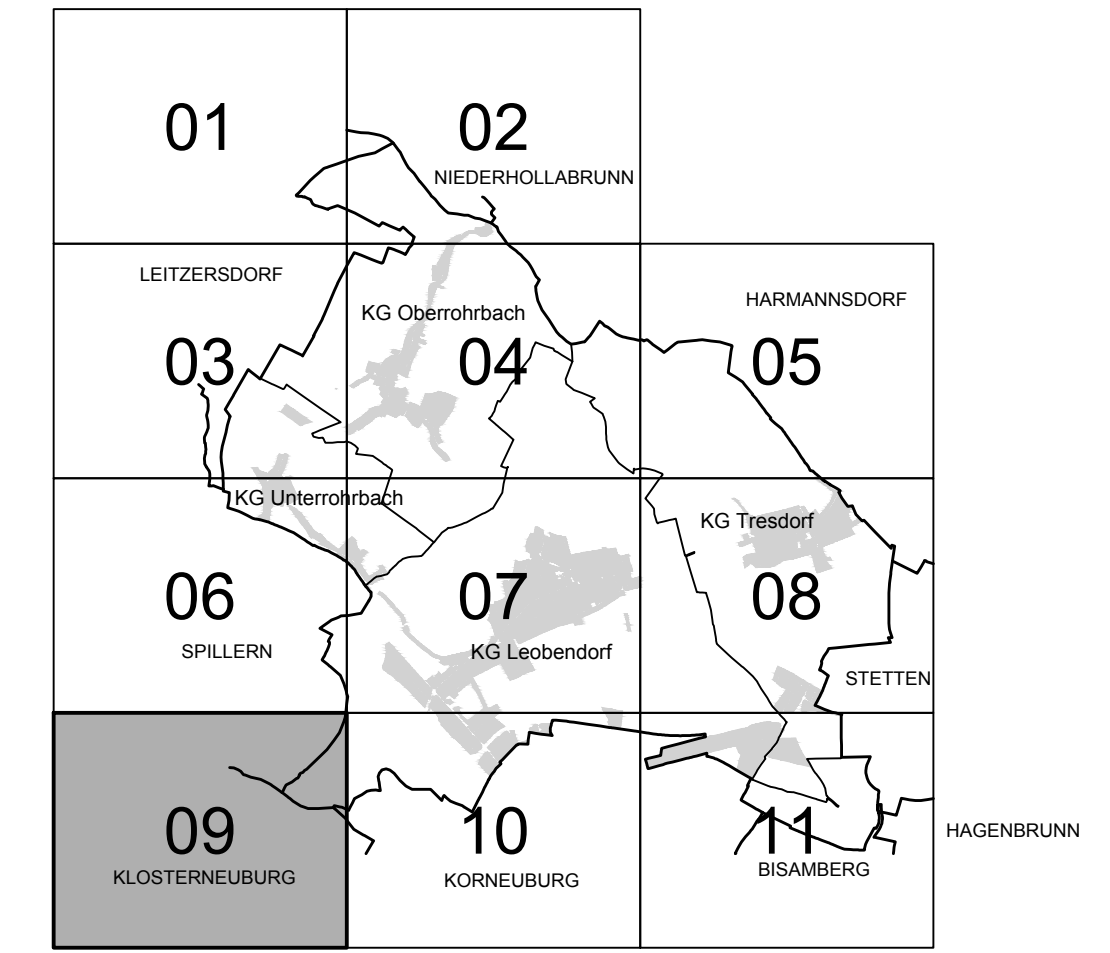 01
02
NIEDERHOLLABRUNN
LEITZERSDORF
HARMANNSDORF
KG Oberrohrbach
03
04
05
KG Unterrohrbach
KG Tresdorf
06
07
08
SPILLERN
KG Leobendorf
STETTEN
09
10
11
HAGENBRUNN
KLOSTERNEUBURG
KORNEUBURG
BISAMBERG